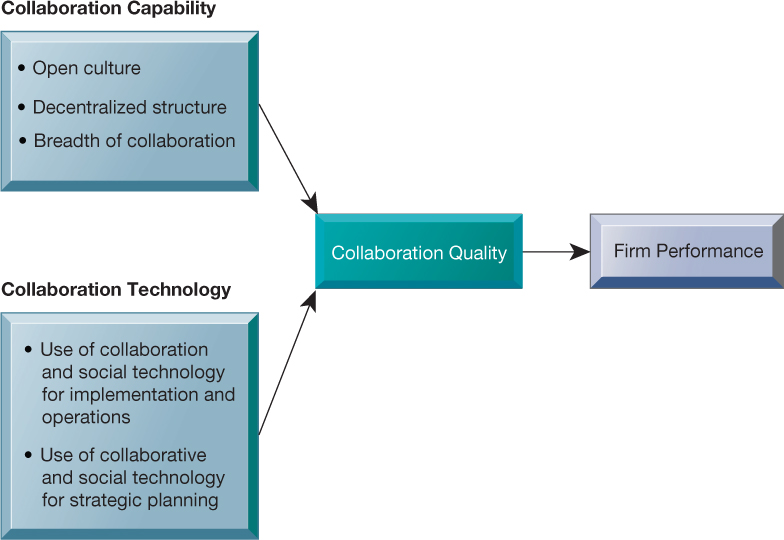 Collaboration Capability
• Open culture
• Decentralized structure
• Breadth of collaboration
Collaboration Quality
Firm Performance
Collaboration Technology
• Use of collaboration
and social technology
for implementation and
operations
• Use of collaborative
and social technology
for strategic planning